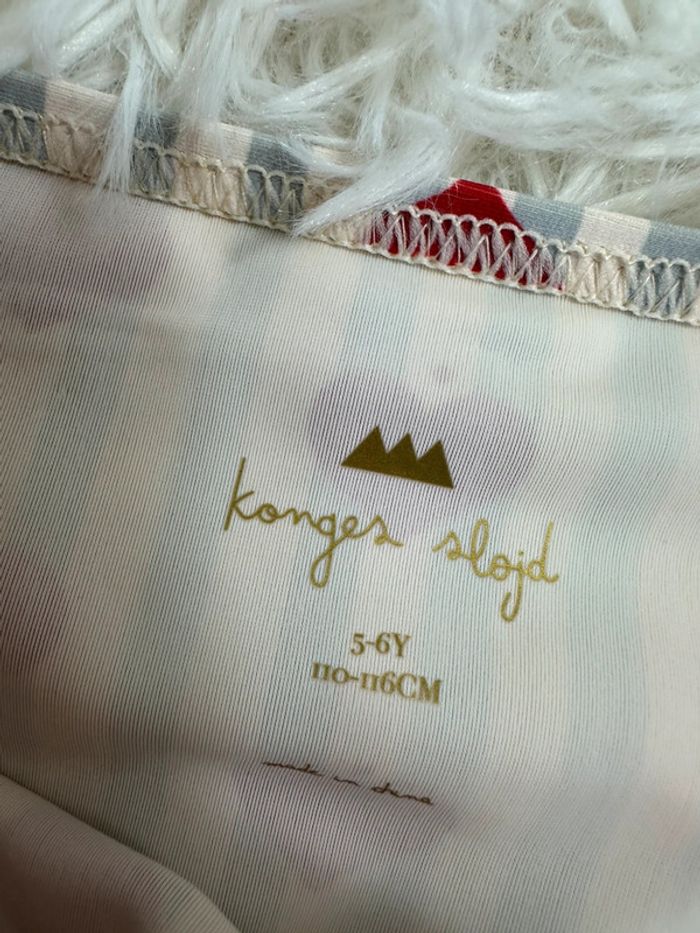 konges sløjd
5-6Y
110-116CM
made in china